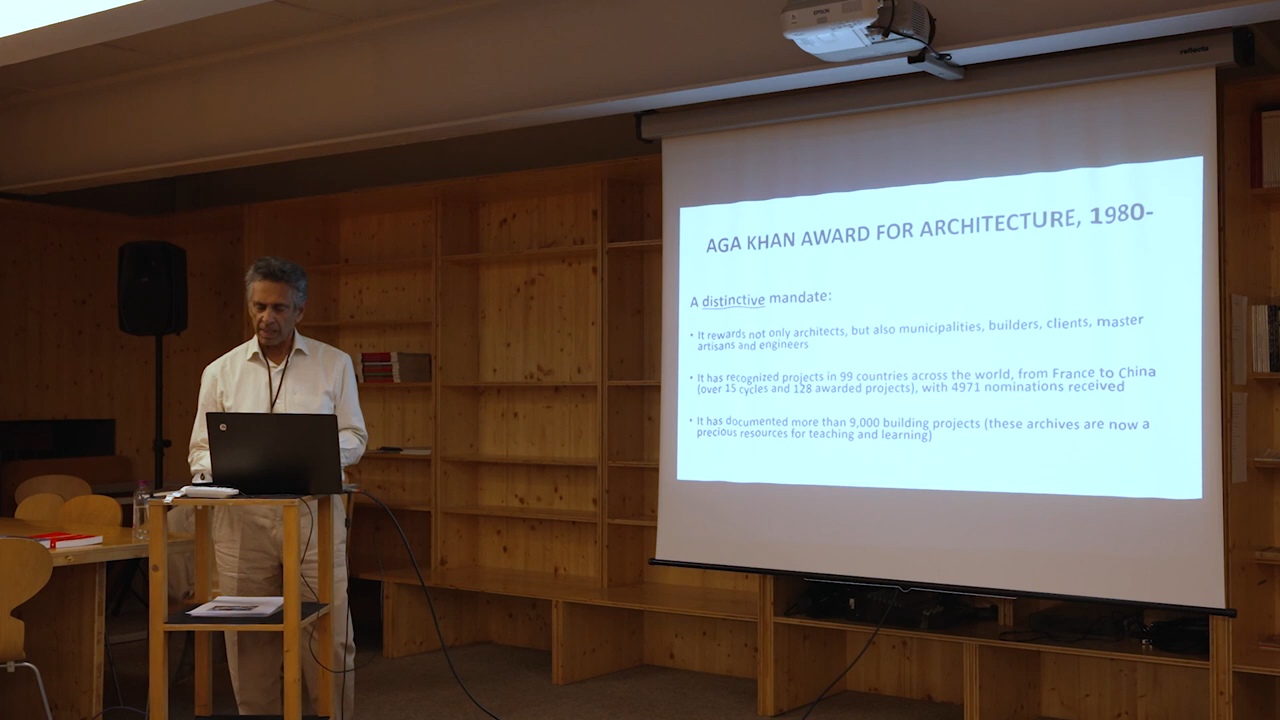 EPSON
reflecta
AGA KHAN AWARD FOR ARCHITECTURE, 1980-
A distinctive mandate:
• It rewards not only architects, but also municipalities, builders, clients, master
artisans and engineers
• It has recognized projects in 99 countries across the world, from France to China
(over 15 cycles and 128 awarded projects), with 4971 nominations received
• It has documented more than 9,000 building projects (these archives are now a
precious resources for teaching and learning)